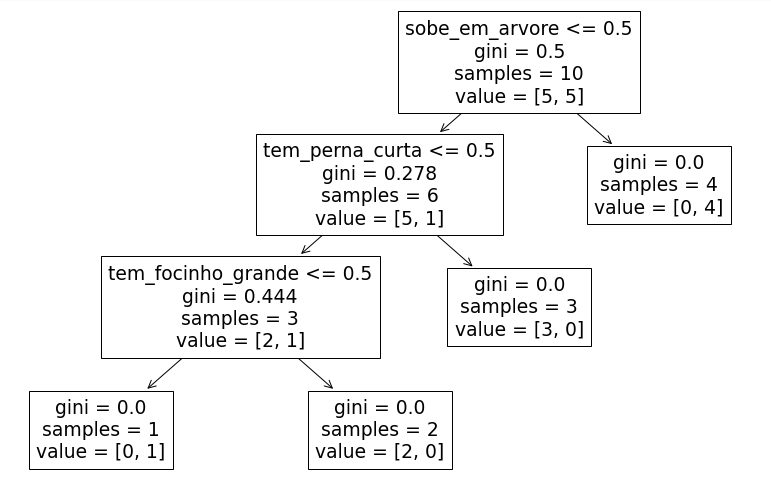 sobe_em_arvore <= 0.5
gini = 0.5
samples = 10
value = [5, 5]
tem_perna_curta <= 0.5
gini = 0.278
samples = 6
value = [5, 1]
gini = 0.0
samples = 4
value = [0, 4]
tem_focinho_grande <= 0.5
gini = 0.444
samples = 3
value = [2, 1]
gini = 0.0
samples = 3
value = [3, 0]
gini = 0.0
samples = 1
value = [0, 1]
gini = 0.0
samples = 2
value = [2, 0]